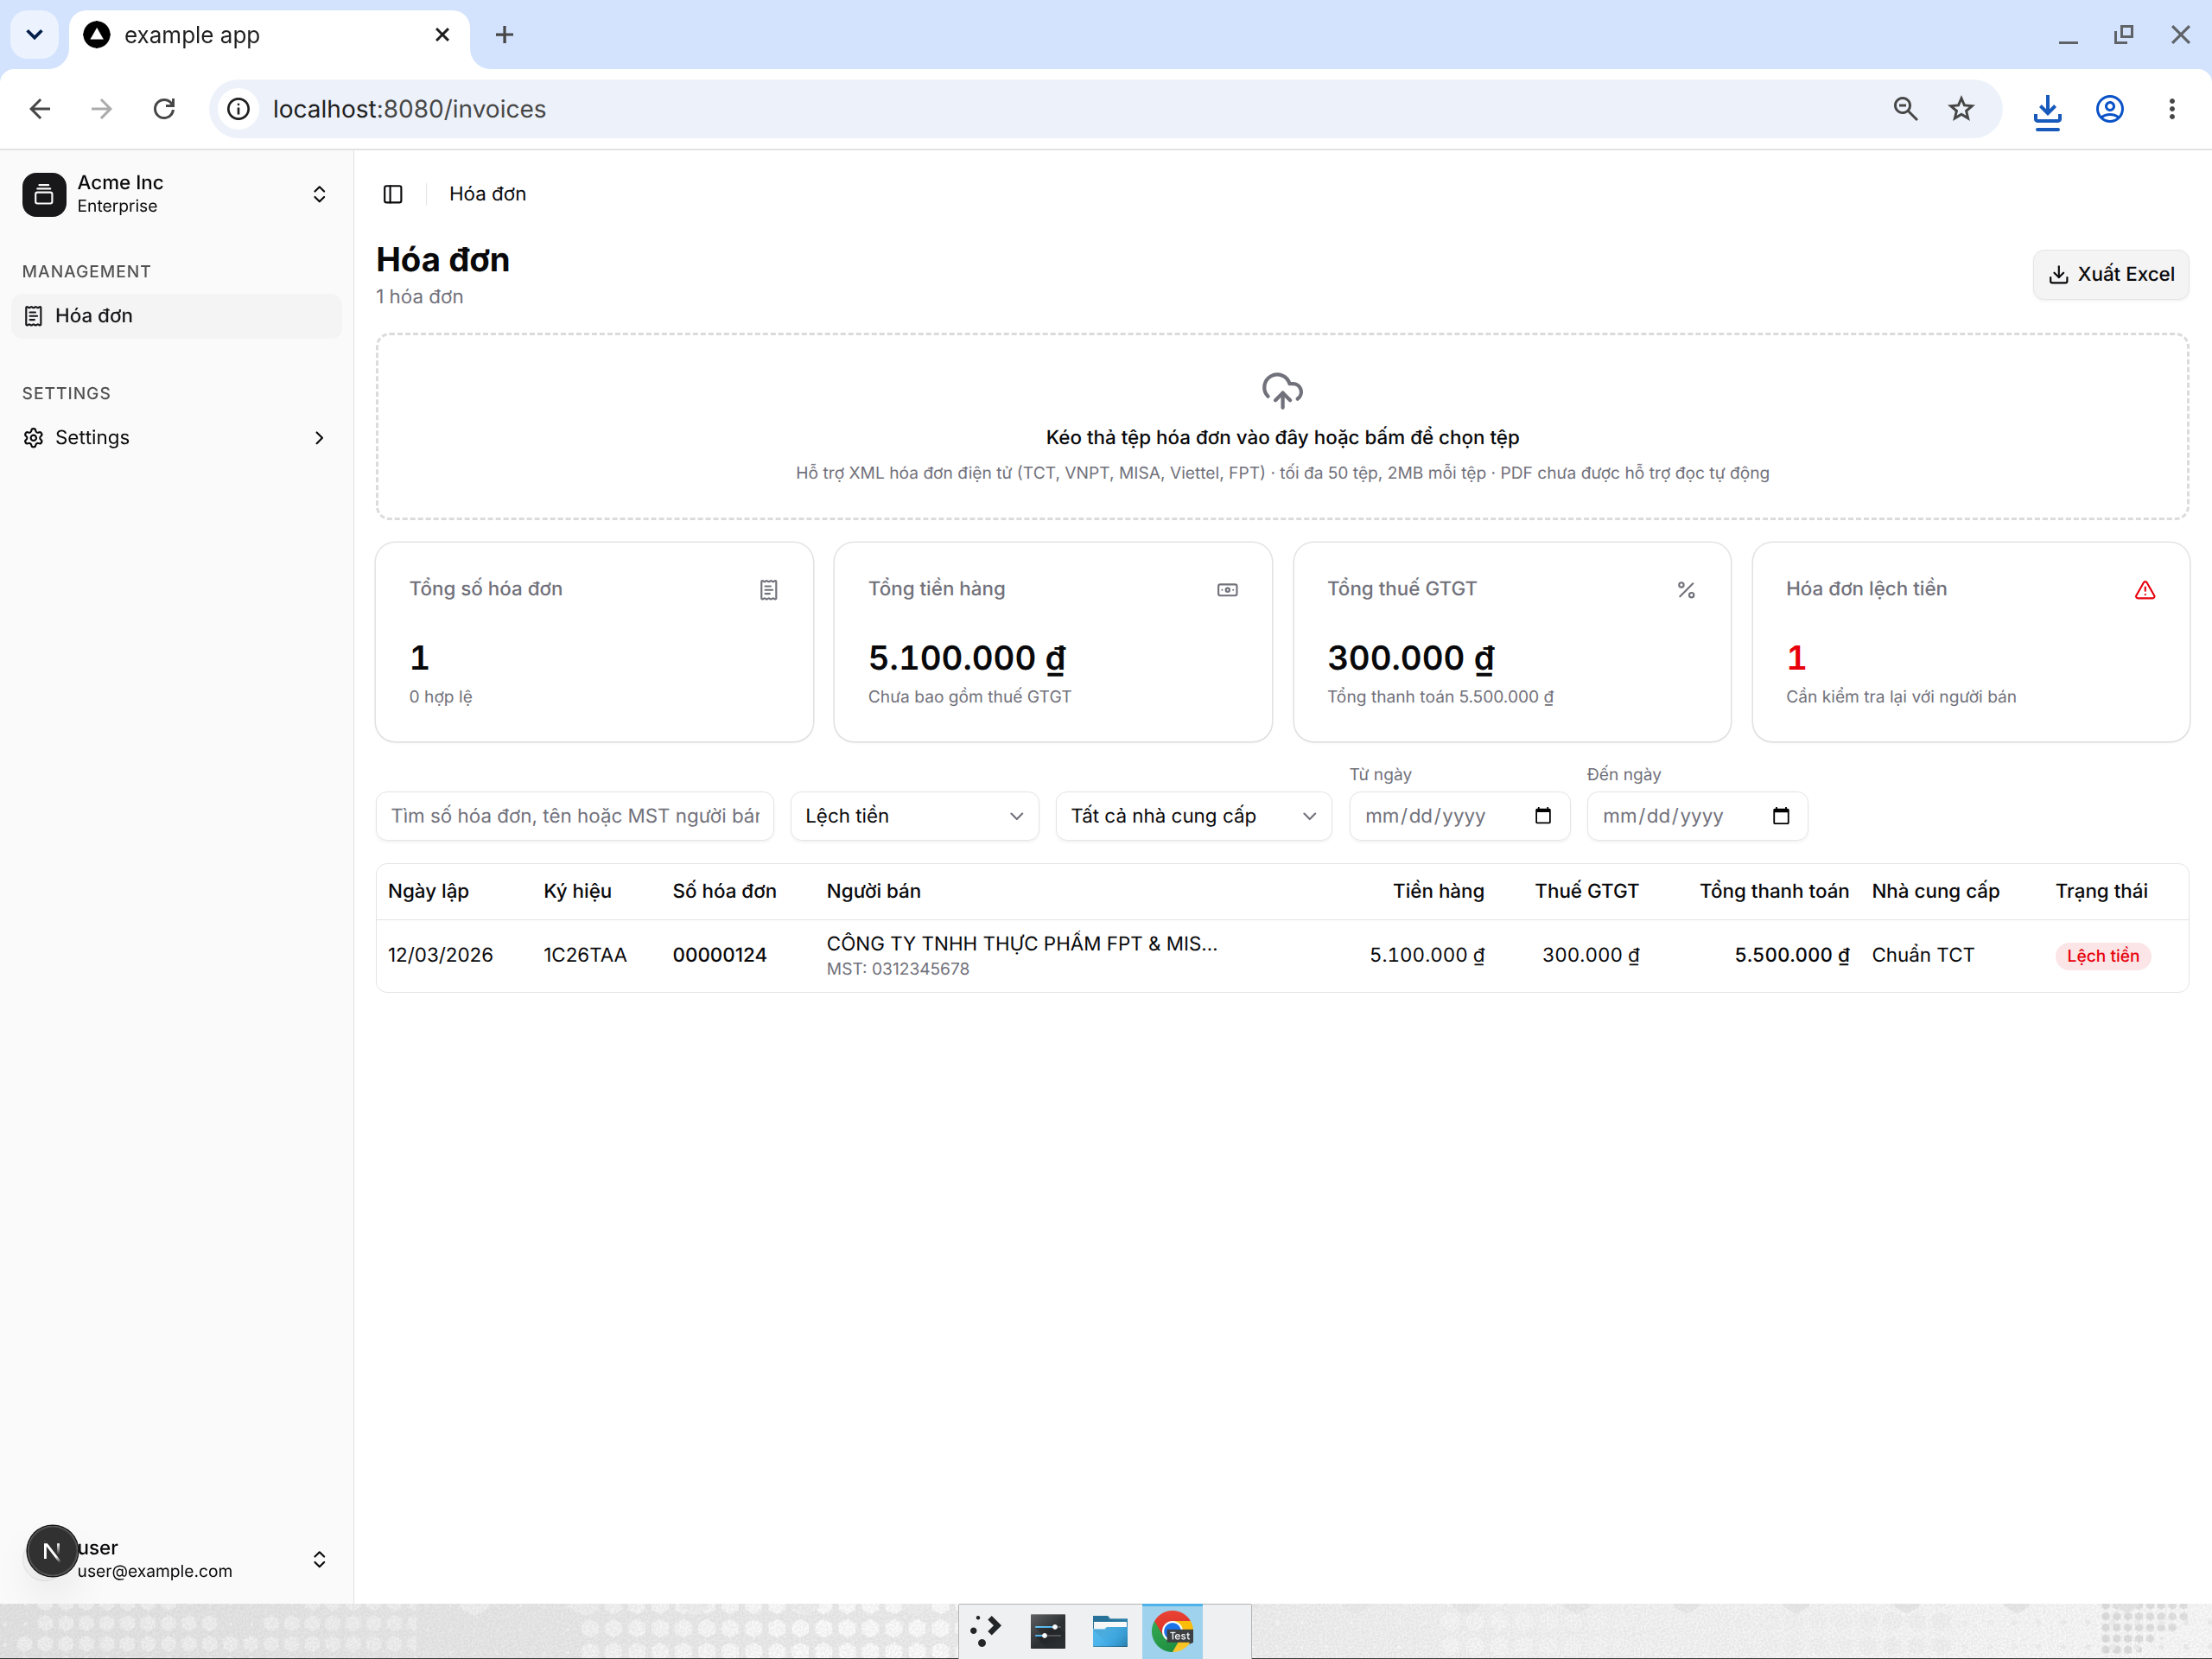 example app
localhost:8080/invoices
Acme Inc
Enterprise
MANAGEMENT
Hóa đơn
SETTINGS
Settings
Hóa đơn
Hóa đơn
1 hóa đơn
Xuất Excel
Kéo thả tệp hóa đơn vào đây hoặc bấm để chọn tệp
Hỗ trợ XML hóa đơn điện tử (TCT, VNPT, MISA, Viettel, FPT) · tối đa 50 tệp, 2MB mỗi tệp · PDF chưa được hỗ trợ đọc tự động
Tổng số hóa đơn
1
0 hợp lệ
Tổng tiền hàng
5.100.000 ₫
Chưa bao gồm thuế GTGT
Tổng thuế GTGT
300.000 ₫
Tổng thanh toán 5.500.000 ₫
Hóa đơn lệch tiền
1
Cần kiểm tra lại với người bán
Từ ngày
Đến ngày
Tìm số hóa đơn, tên hoặc MST người bán
Lệch tiền
Tất cả nhà cung cấp
mm/dd/yyyy
mm/dd/yyyy
Ngày lập Ký hiệu Số hóa đơn Người bán Tiền hàng Thuế GTGT Tổng thanh toán Nhà cung cấp Trạng thái
12/03/2026 1C26TAA 00000124 CÔNG TY TNHH THỰC PHẨM FPT & MIS... 5.100.000 ₫ 300.000 ₫ 5.500.000 ₫ Chuẩn TCT Lệch tiền
MST: 0312345678
N
user
user@example.com
Test